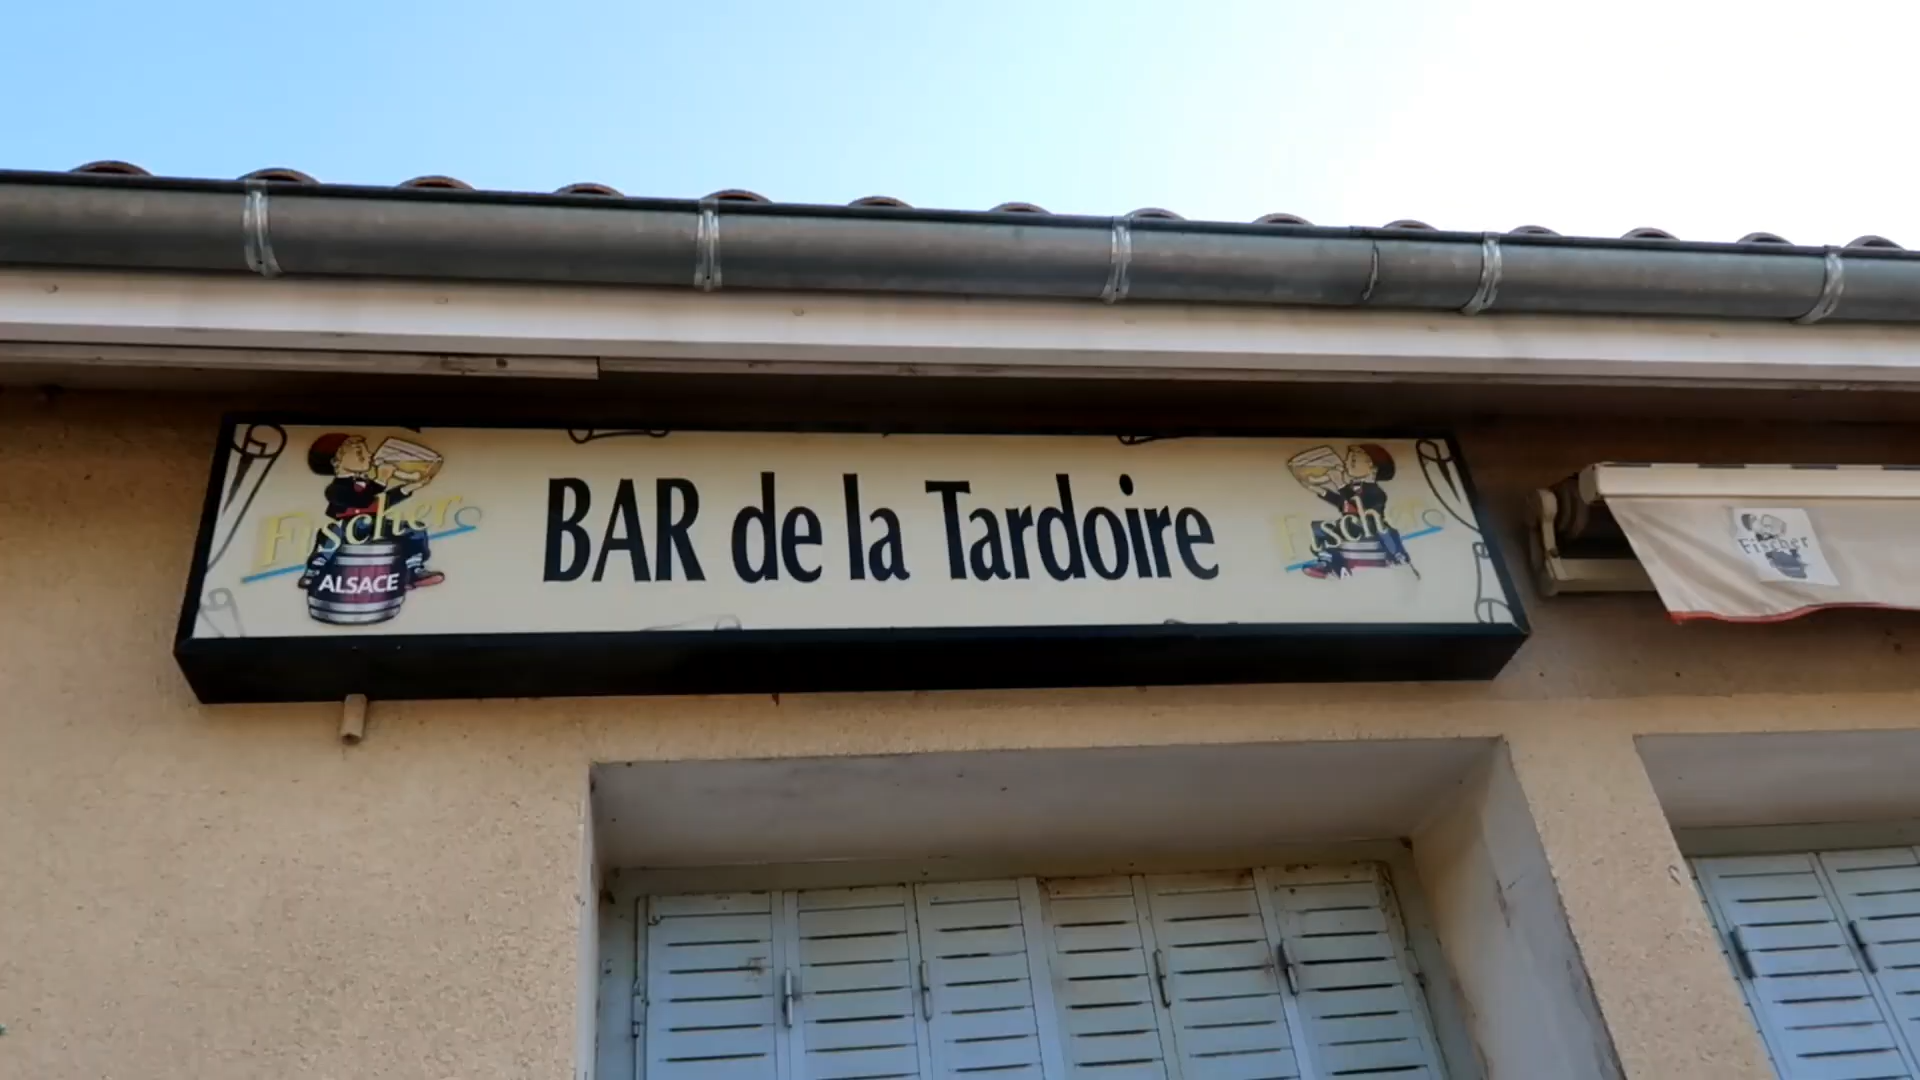 Fischer
ALSACE
BAR de la Tardoire
Fischer
Fischer